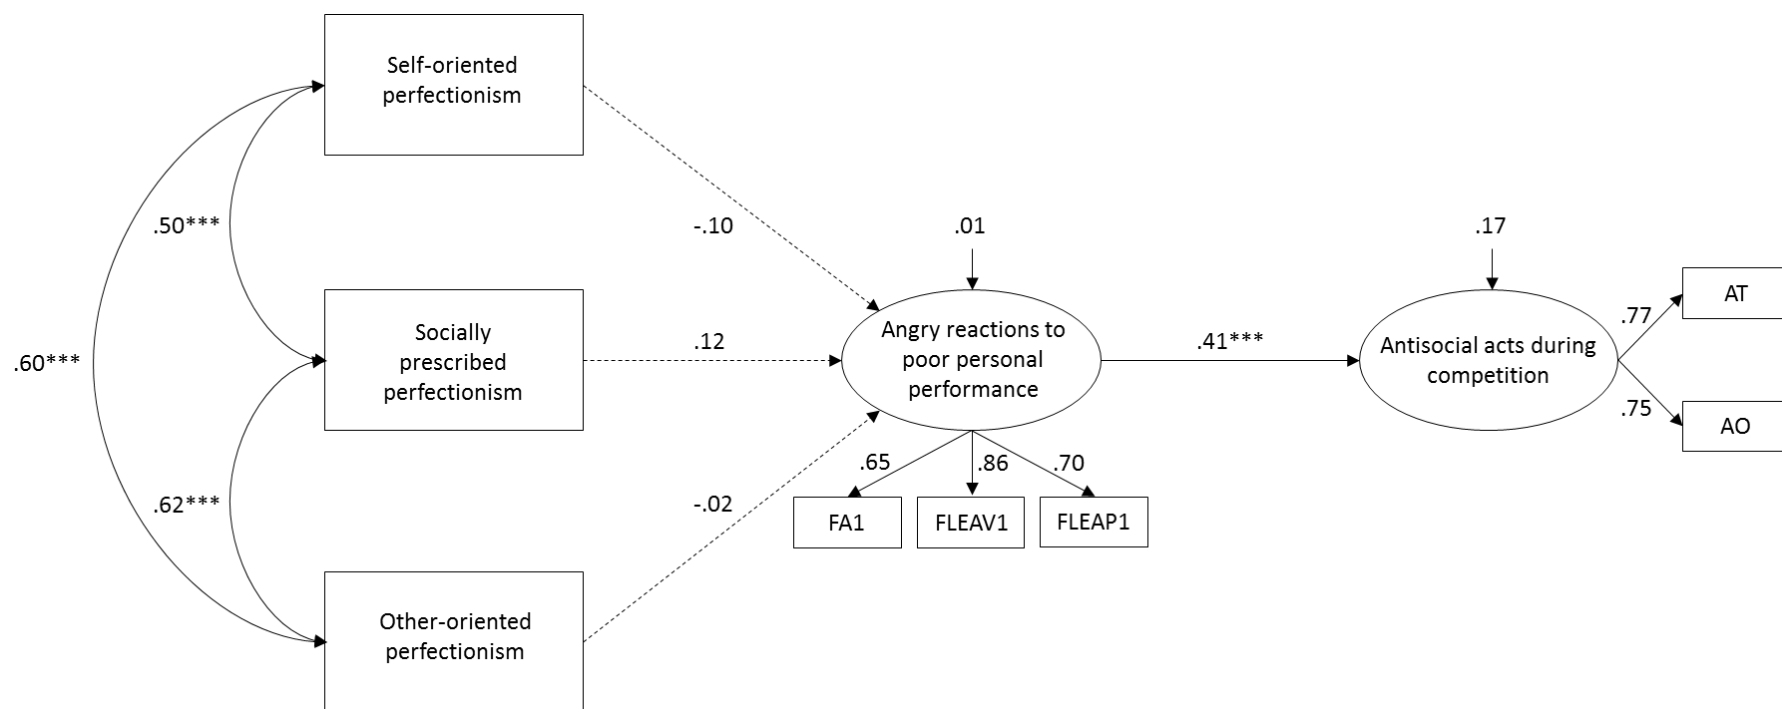 Self-oriented
perfectionism
.50***
-.10
.01
.17
AT
Socially
prescribed
perfectionism
.60***
.12
Angry reactions to
poor personal
performance
.41***
Antisocial acts during
competition
.77
.75
AO
.65
.86
.70
FA1
FLEAV1
FLEAP1
.62***
-.02
Other-oriented
perfectionism